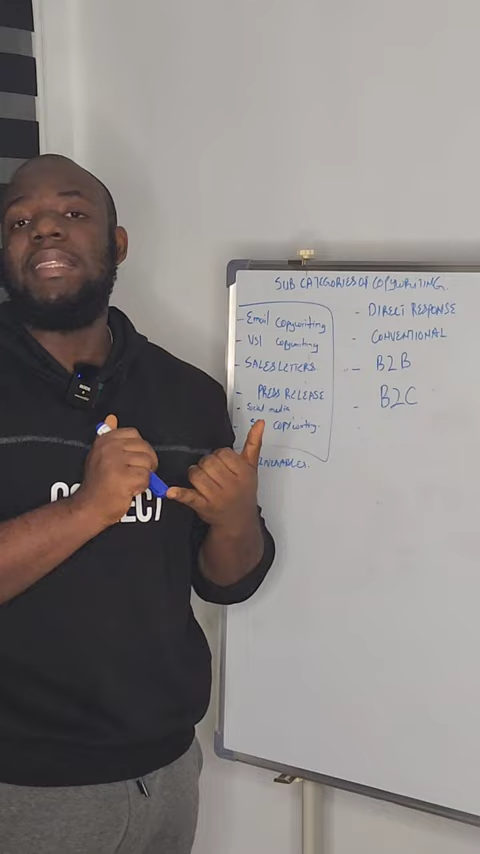 SUB CATEGORIES OF COPYWRITING.
- Email Copywriting
- VSl Copywriting
- SALES LETTERS.
- PRESS RELEASE
- Social media
copywriting.
- DIRECT RESPONSE
- CONVENTIONAL
- B2B
- B2C